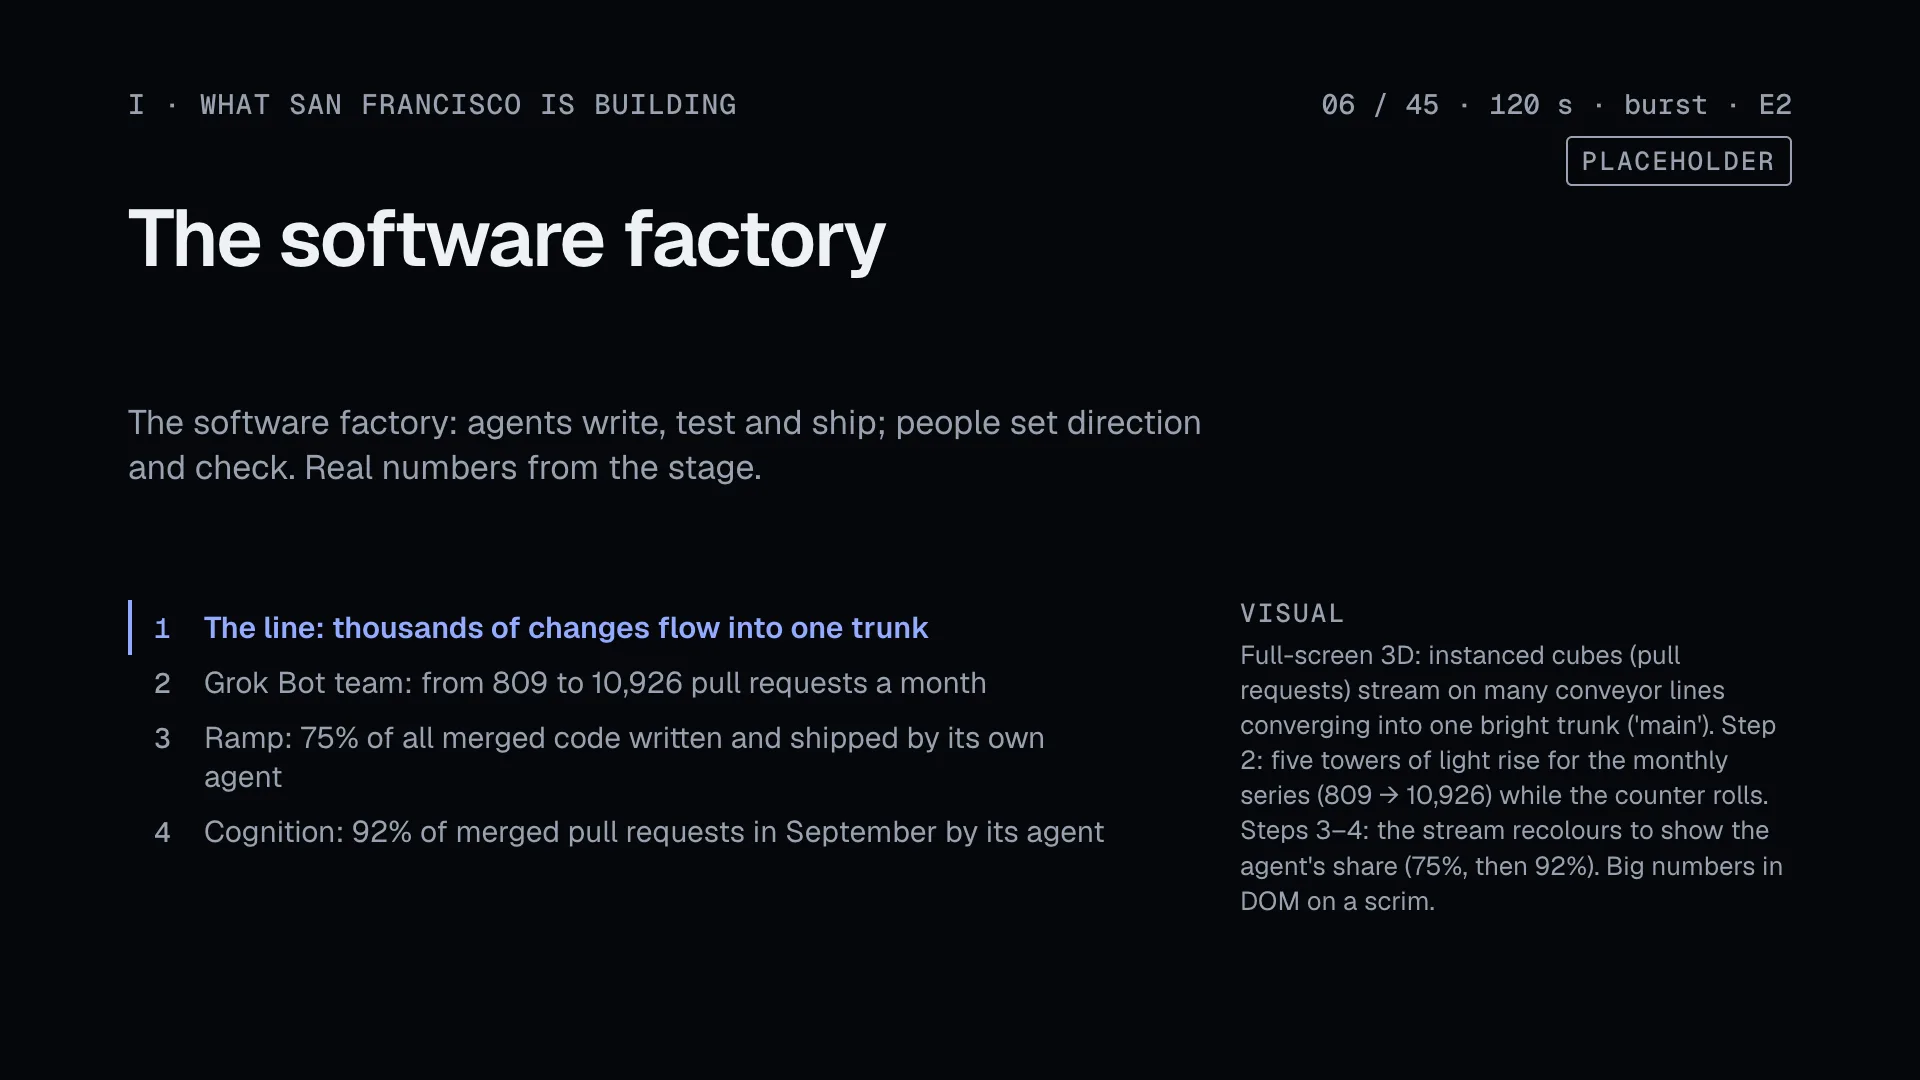 I · WHAT SAN FRANCISCO IS BUILDING
06 / 45 · 120 s · burst · E2
PLACEHOLDER
The software factory
The software factory: agents write, test and ship; people set direction
and check. Real numbers from the stage.
1 The line: thousands of changes flow into one trunk
2 Grok Bot team: from 809 to 10,926 pull requests a month
3 Ramp: 75% of all merged code written and shipped by its own
agent
4 Cognition: 92% of merged pull requests in September by its agent
VISUAL
Full-screen 3D: instanced cubes (pull
requests) stream on many conveyor lines
converging into one bright trunk ('main'). Step
2: five towers of light rise for the monthly
series (809 → 10,926) while the counter rolls.
Steps 3–4: the stream recolours to show the
agent's share (75%, then 92%). Big numbers in
DOM on a scrim.